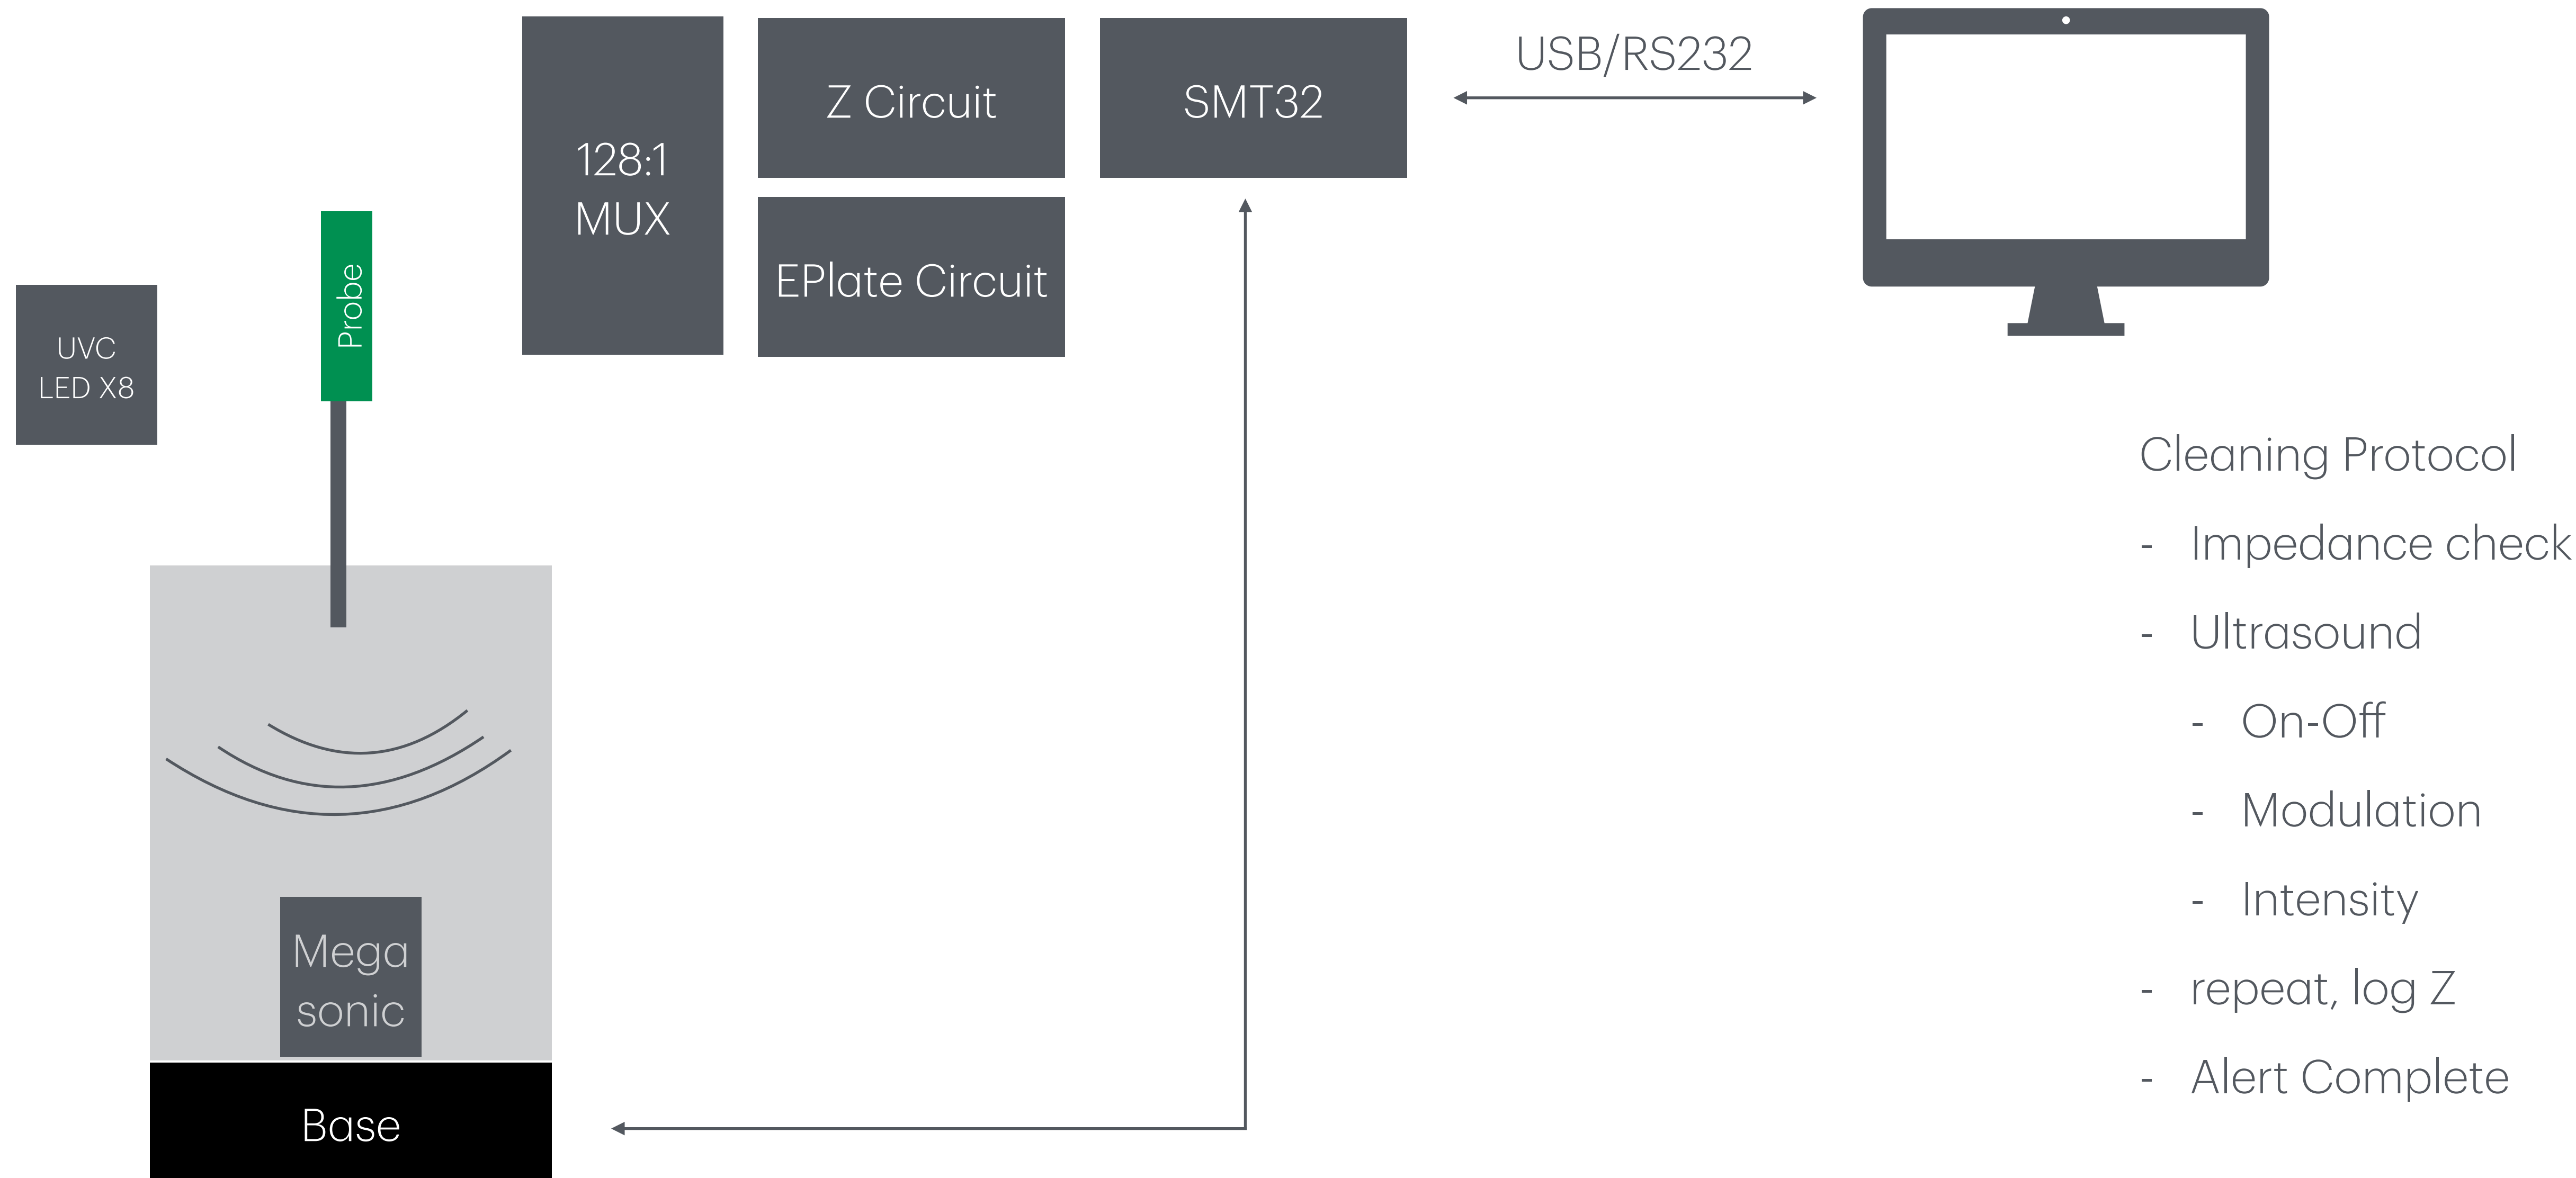 128:1
MUX
Z Circuit
EPlate Circuit
SMT32
USB/RS232
UVC
LED X8
Probe
Mega
sonic
Base
Cleaning Protocol
- Impedance check
- Ultrasound
- On-Off
- Modulation
- Intensity
- repeat, log Z
- Alert Complete